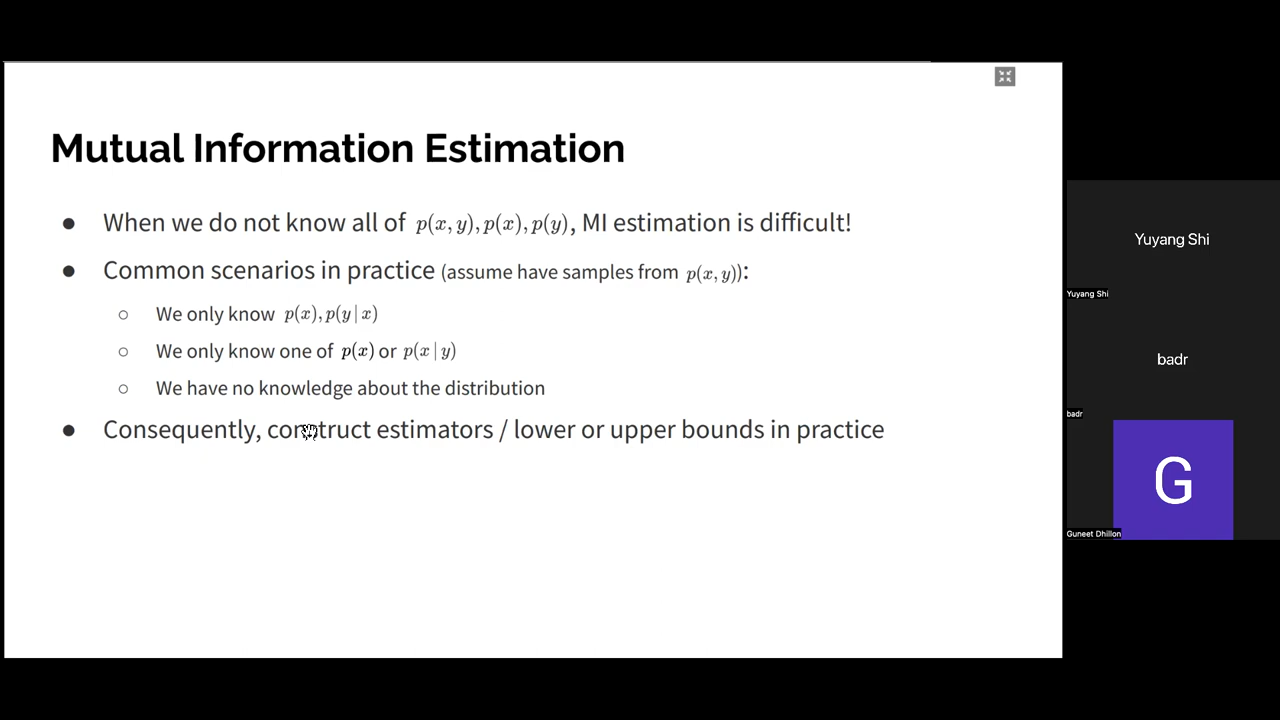 Mutual Information Estimation
● When we do not know all of p(x, y), p(x), p(y), MI estimation is difficult!
● Common scenarios in practice (assume have samples from p(x, y)):
○ We only know p(x), p(y | x)
○ We only know one of p(x) or p(x | y)
○ We have no knowledge about the distribution
● Consequently, construct estimators / lower or upper bounds in practice
Yuyang Shi
Yuyang Shi
badr
badr
G
Guneet Dhillon